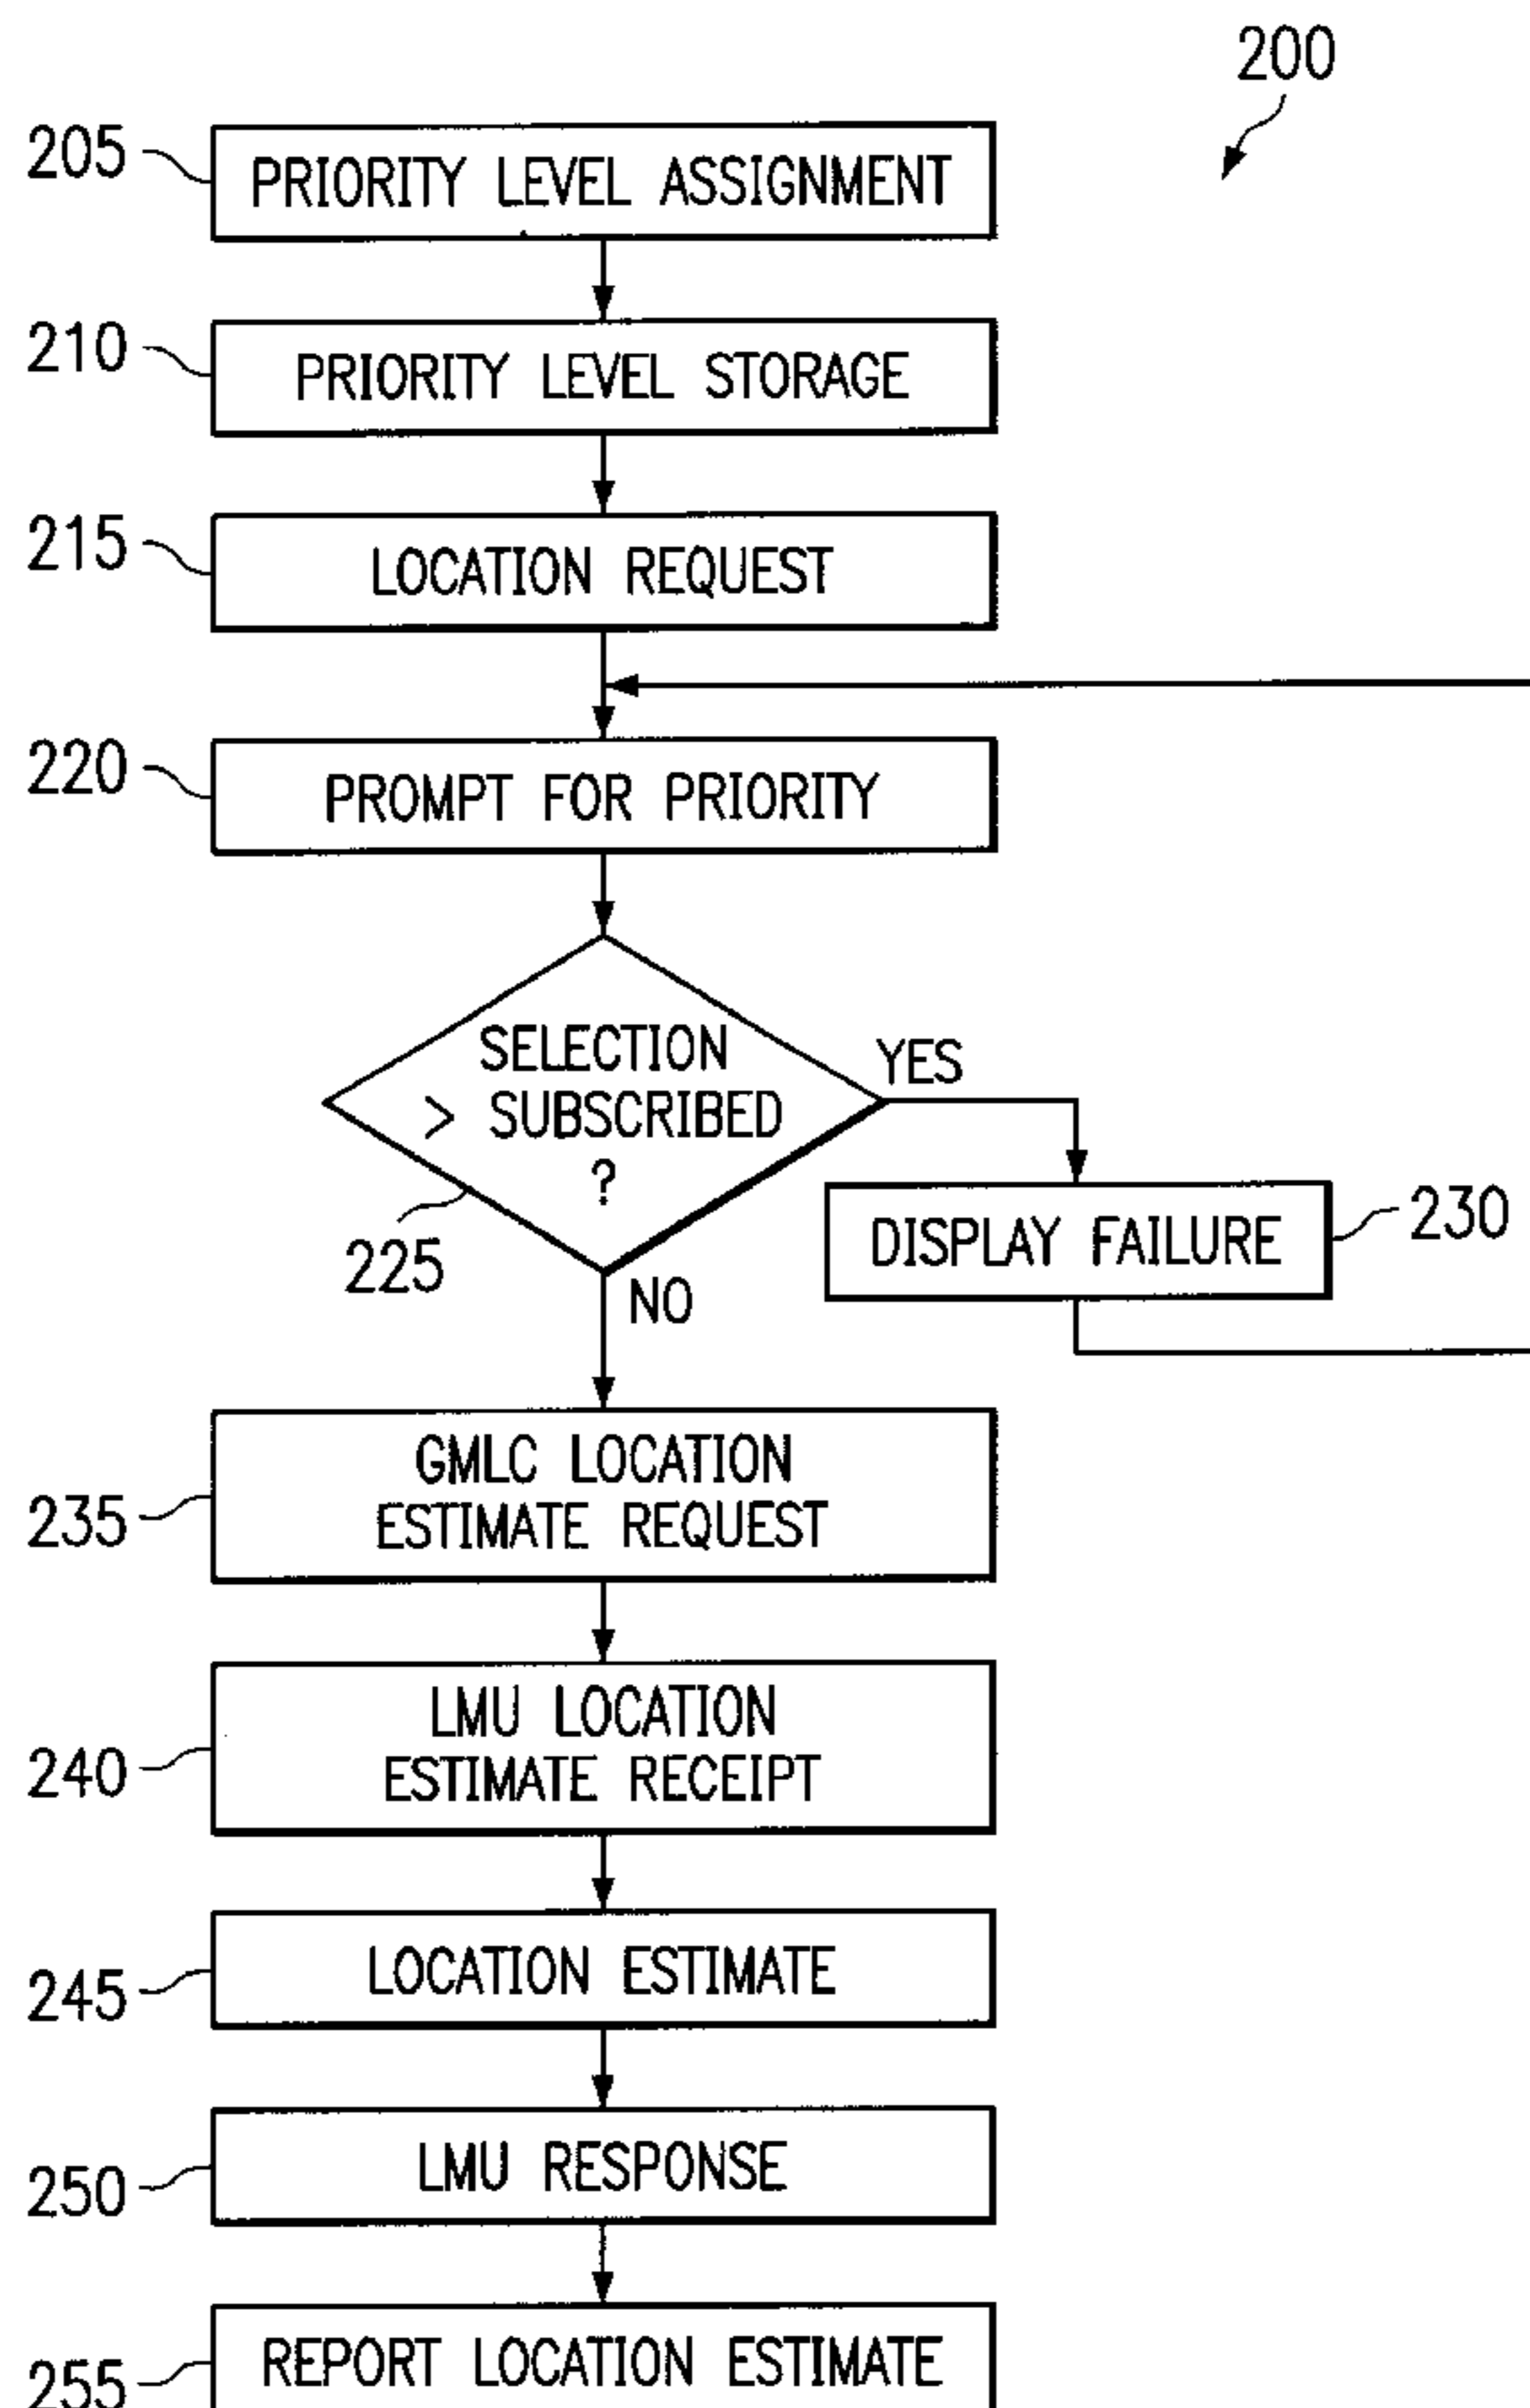 200
205
PRIORITY LEVEL ASSIGNMENT
210
PRIORITY LEVEL STORAGE
215
LOCATION REQUEST
220
PROMPT FOR PRIORITY
SELECTION
> SUBSCRIBED
?
YES
225
NO
DISPLAY FAILURE
230
235
GMLC LOCATION
ESTIMATE REQUEST
240
LMU LOCATION
ESTIMATE RECEIPT
245
LOCATION ESTIMATE
250
LMU RESPONSE
255
REPORT LOCATION ESTIMATE